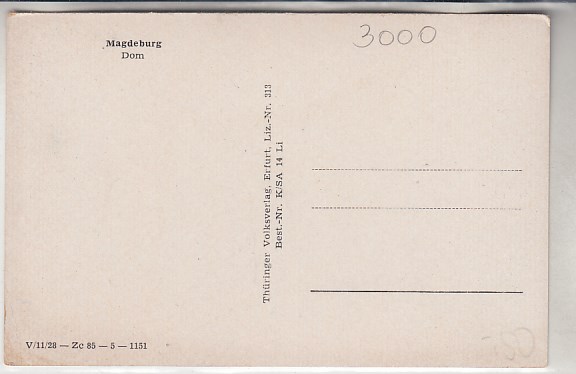 3000
Magdeburg
Dom
Thüringer Volksverlag, Erfurt, Liz.-Nr. 313
Best.-Nr. K/SA 14 Li
V/11/28 — Zc 85 — 5 — 1151